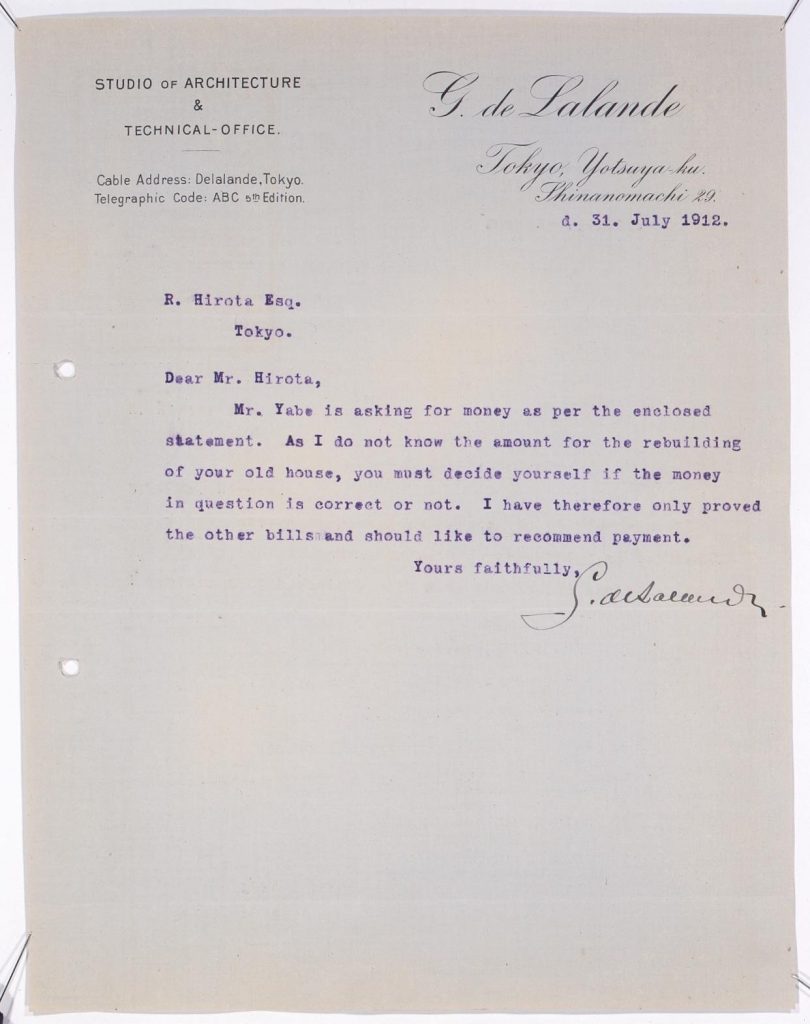 STUDIO OF ARCHITECTURE
&
TECHNICAL-OFFICE.
Cable Address: Delalande, Tokyo.
Telegraphic Code: ABC 5th Edition.
G. de Lalande
Tokyo, Yotsuya-ku.
Shinanomachi 29.
d. 31. July 1912.
R. Hirota Esq.
Tokyo.
Dear Mr. Hirota,
Mr. Yabe is asking for money as per the enclosed
statement. As I do not know the amount for the rebuilding
of your old house, you must decide yourself if the money
in question is correct or not. I have therefore only proved
the other bills and should like to recommend payment.
Yours faithfully,
G. de Lalande.